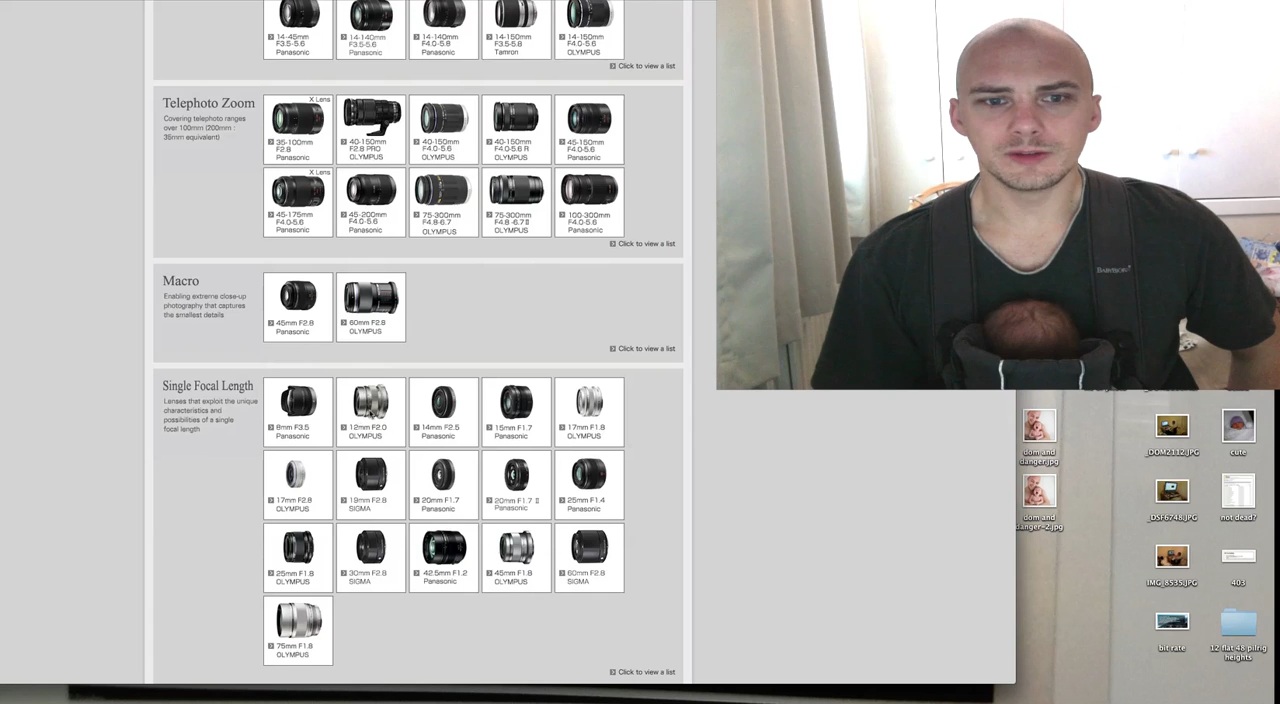 14-45mm
F3.5-5.6
Panasonic
14-140mm
F3.5-5.6
Panasonic
14-140mm
F4.0-5.8
Panasonic
14-150mm
F3.5-5.8
Tamron
14-150mm
F4.0-5.6
OLYMPUS
Click to view a list
Telephoto Zoom
Covering telephoto ranges
over 100mm (200mm :
35mm equivalent)
X Lens
35-100mm
F2.8
Panasonic
40-150mm
F2.8 PRO
OLYMPUS
40-150mm
F4.0-5.6
OLYMPUS
40-150mm
F4.0-5.6 R
OLYMPUS
45-150mm
F4.0-5.6
Panasonic
X Lens
45-175mm
F4.0-5.6
Panasonic
45-200mm
F4.0-5.6
Panasonic
75-300mm
F4.8-6.7
OLYMPUS
75-300mm
F4.8-6.7 II
OLYMPUS
100-300mm
F4.0-5.6
Panasonic
Click to view a list
Macro
Enabling extreme close-up
photography that captures
the smallest details
45mm F2.8
Panasonic
60mm F2.8
OLYMPUS
Click to view a list
Single Focal Length
Lenses that exploit the unique
characteristics and
possibilities of a single
focal length
8mm F3.5
Panasonic
12mm F2.0
OLYMPUS
14mm F2.5
Panasonic
15mm F1.7
Panasonic
17mm F1.8
OLYMPUS
17mm F2.8
OLYMPUS
19mm F2.8
SIGMA
20mm F1.7
Panasonic
20mm F1.7 II
Panasonic
25mm F1.4
Panasonic
25mm F1.8
OLYMPUS
30mm F2.8
SIGMA
42.5mm F1.2
Panasonic
45mm F1.8
OLYMPUS
60mm F2.8
SIGMA
75mm F1.8
OLYMPUS
Click to view a list
BABYBJÖRN
dom and
danger.jpg
_DOM2112.JPG
cute
dom and
danger-2.jpg
_DSF6748.JPG
not dead?
IMG_8535.JPG
403
bit rate
12 flat 48 pilrig
heights